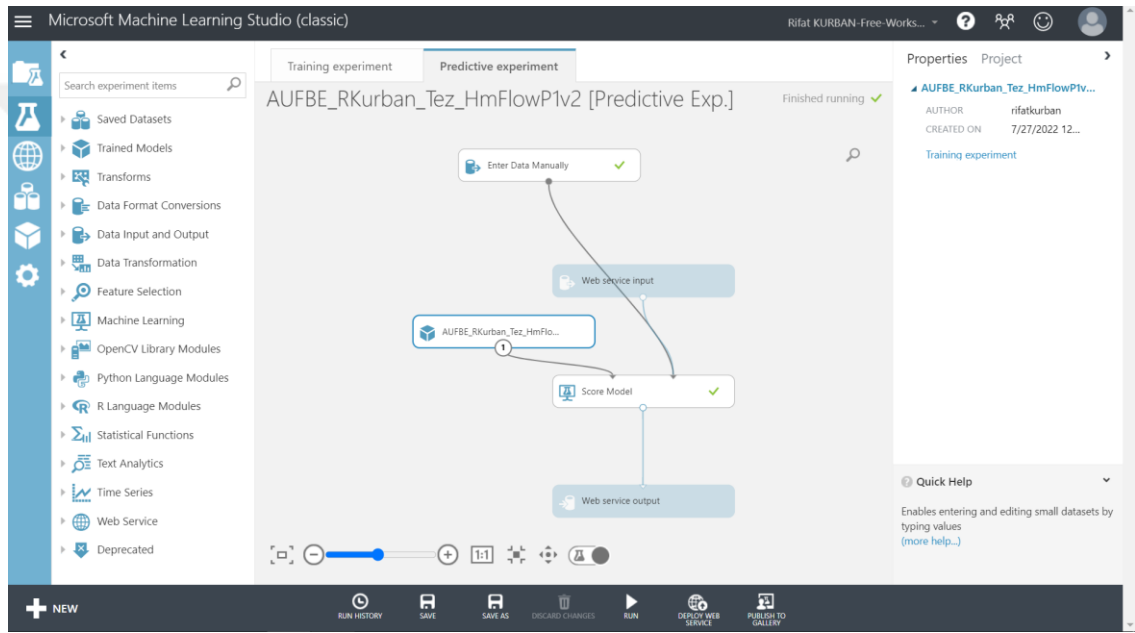 Microsoft Machine Learning Studio (classic)
Rifat KURBAN-Free-Works...
?
Search experiment items
Saved Datasets
Trained Models
Transforms
Data Format Conversions
Data Input and Output
Data Transformation
Feature Selection
Machine Learning
OpenCV Library Modules
Python Language Modules
R Language Modules
Statistical Functions
Text Analytics
Time Series
Web Service
Deprecated
Training experiment
Predictive experiment
AUFBE_RKurban_Tez_HmFlowP1v2 [Predictive Exp.]
Finished running
Enter Data Manually
Web service input
AUFBE_RKurban_Tez_HmFlo...
1
Score Model
Web service output
1:1
Properties
Project
AUFBE_RKurban_Tez_HmFlowP1v...
AUTHOR rifatkurban
CREATED ON 7/27/2022 12...
Training experiment
Quick Help
Enables entering and editing small datasets by
typing values
(more help...)
NEW
RUN HISTORY
SAVE
SAVE AS
DISCARD CHANGES
RUN
DEPLOY WEB
SERVICE
PUBLISH TO
GALLERY